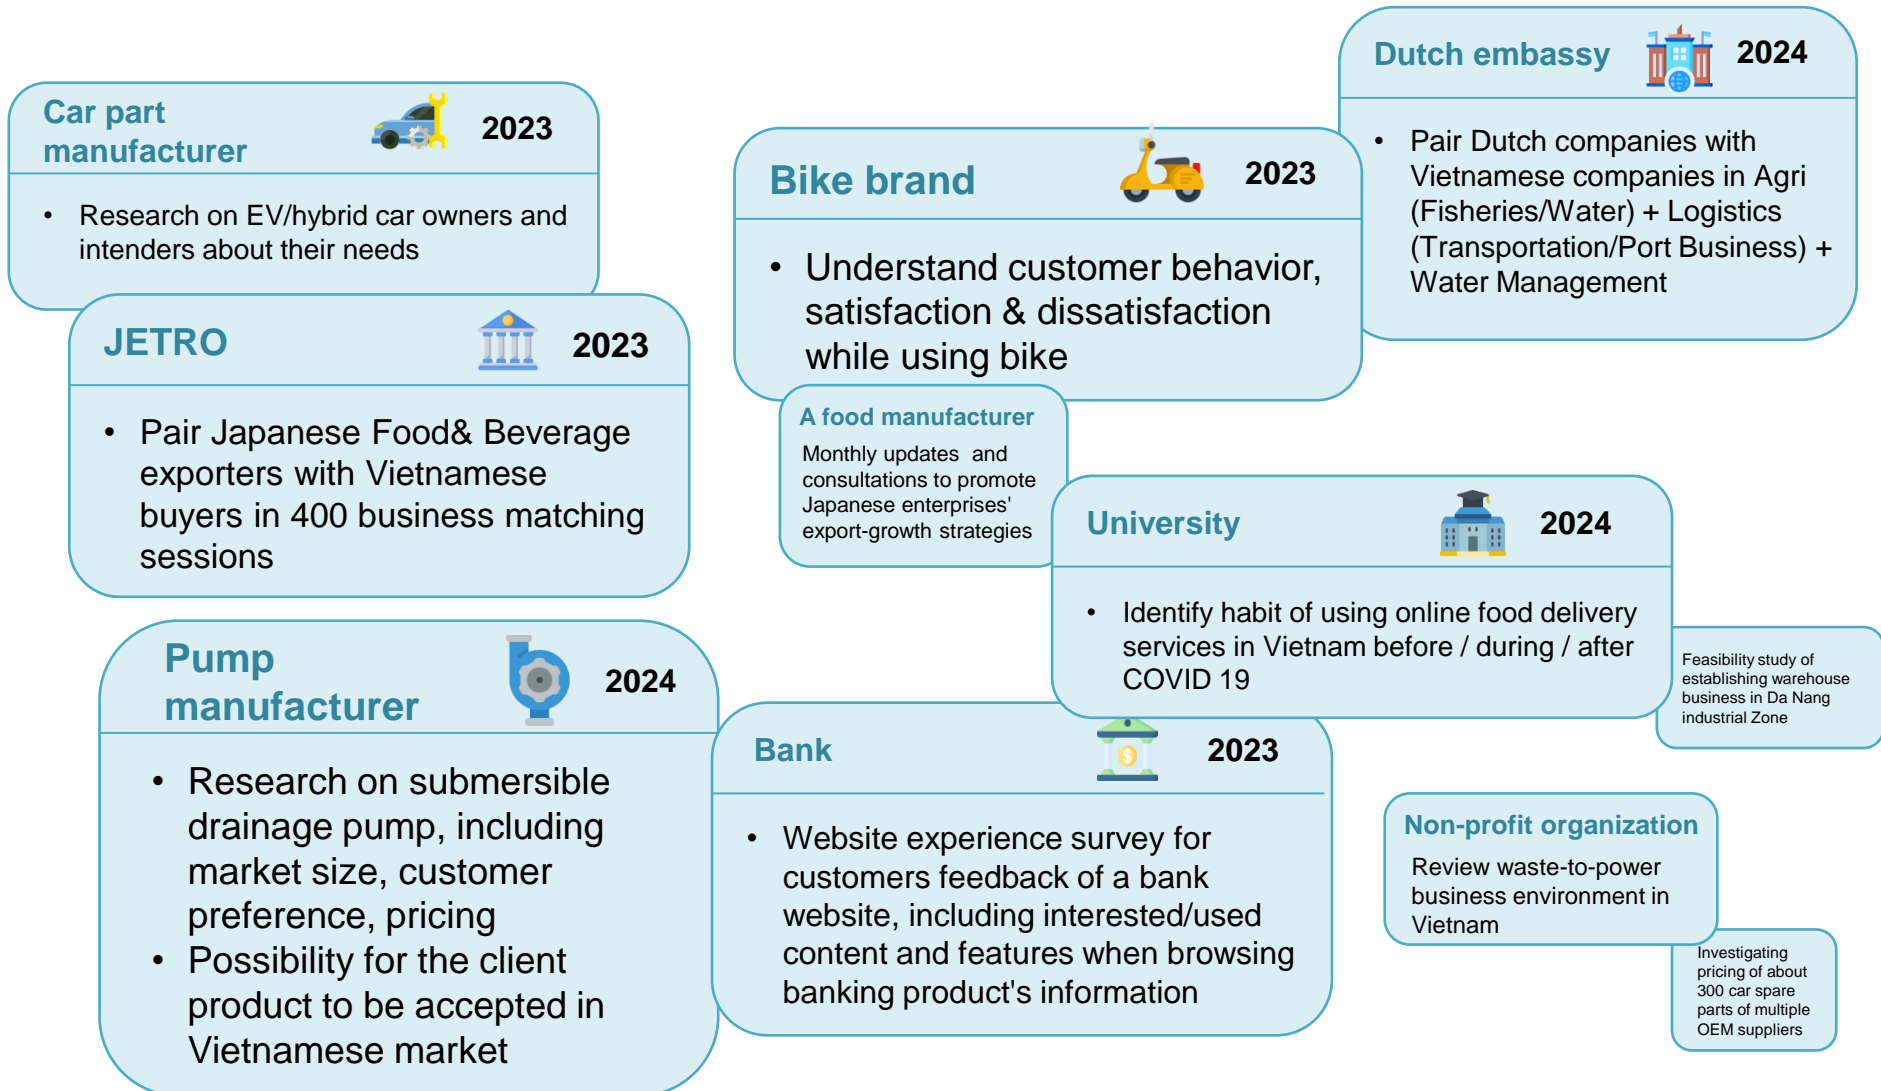 Car part
manufacturer
2023
• Research on EV/hybrid car owners and
intenders about their needs
JETRO
2023
• Pair Japanese Food& Beverage
exporters with Vietnamese
buyers in 400 business matching
sessions
Pump
manufacturer
2024
• Research on submersible
drainage pump, including
market size, customer
preference, pricing
• Possibility for the client
product to be accepted in
Vietnamese market
Bike brand
2023
• Understand customer behavior,
satisfaction & dissatisfaction
while using bike
Dutch embassy
2024
• Pair Dutch companies with
Vietnamese companies in Agri
(Fisheries/Water) + Logistics
(Transportation/Port Business) +
Water Management
A food manufacturer
Monthly updates and
consultations to promote
Japanese enterprises'
export-growth strategies
University
2024
• Identify habit of using online food delivery
services in Vietnam before / during / after
COVID 19
Feasibility study of
establishing warehouse
business in Da Nang
industrial Zone
Bank
2023
• Website experience survey for
customers feedback of a bank
website, including interested/used
content and features when browsing
banking product's information
Non-profit organization
Review waste-to-power
business environment in
Vietnam
Investigating
pricing of about
300 car spare
parts of multiple
OEM suppliers